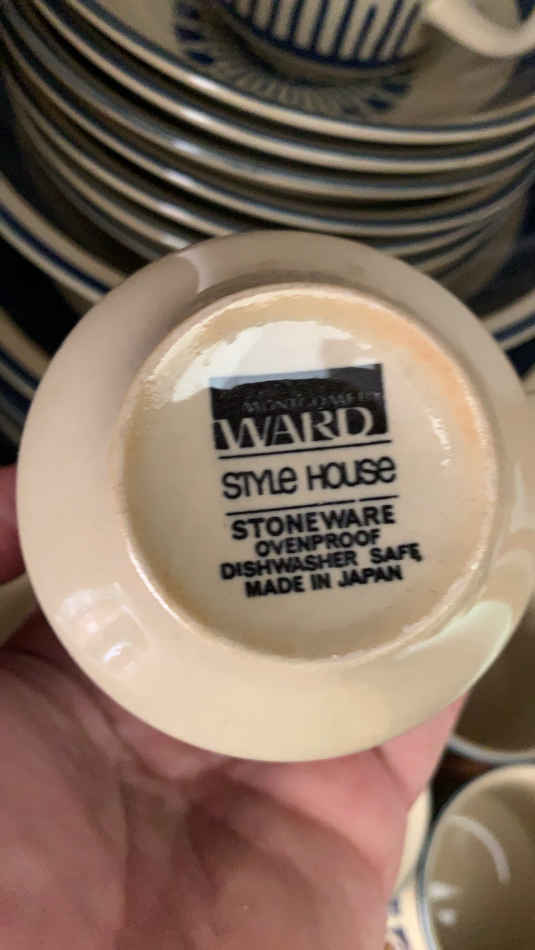 MONTGOMERY
WARD
STYLE HOUSE
STONEWARE
OVENPROOF
DISHWASHER SAFE
MADE IN JAPAN